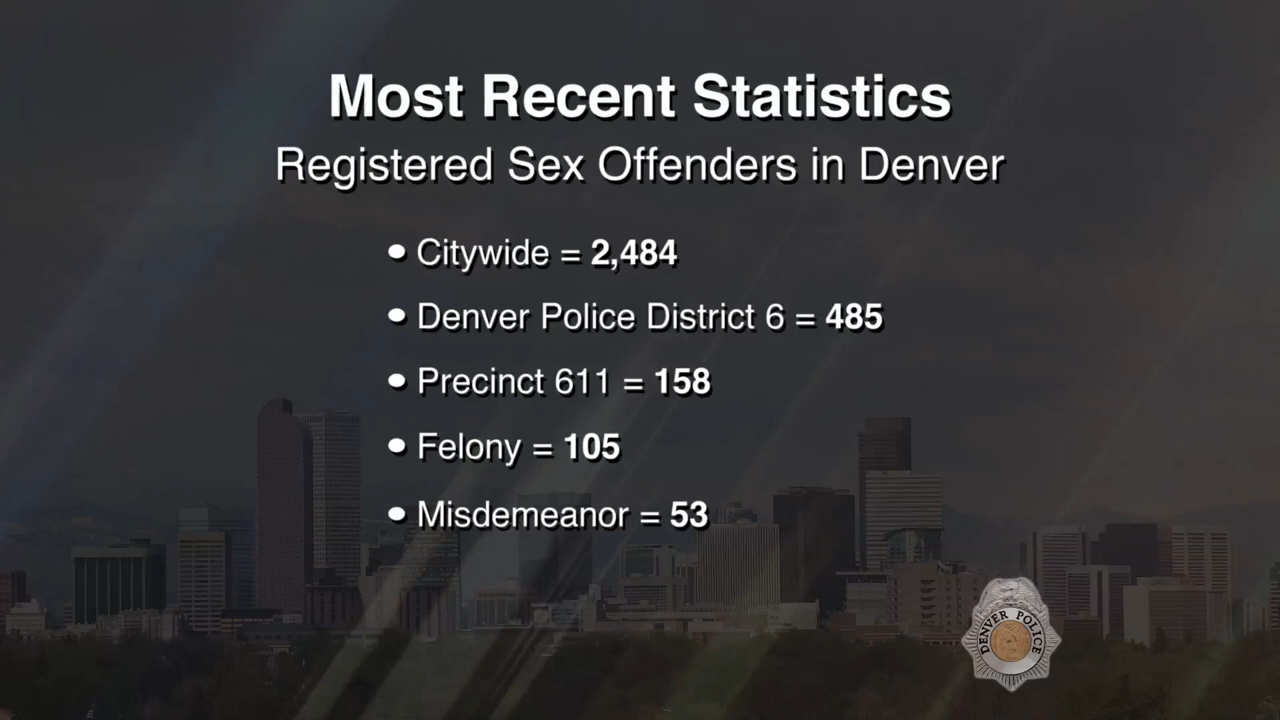 Most Recent Statistics
Registered Sex Offenders in Denver
• Citywide = 2,484
• Denver Police District 6 = 485
• Precinct 611 = 158
• Felony = 105
• Misdemeanor = 53
DENVER POLICE